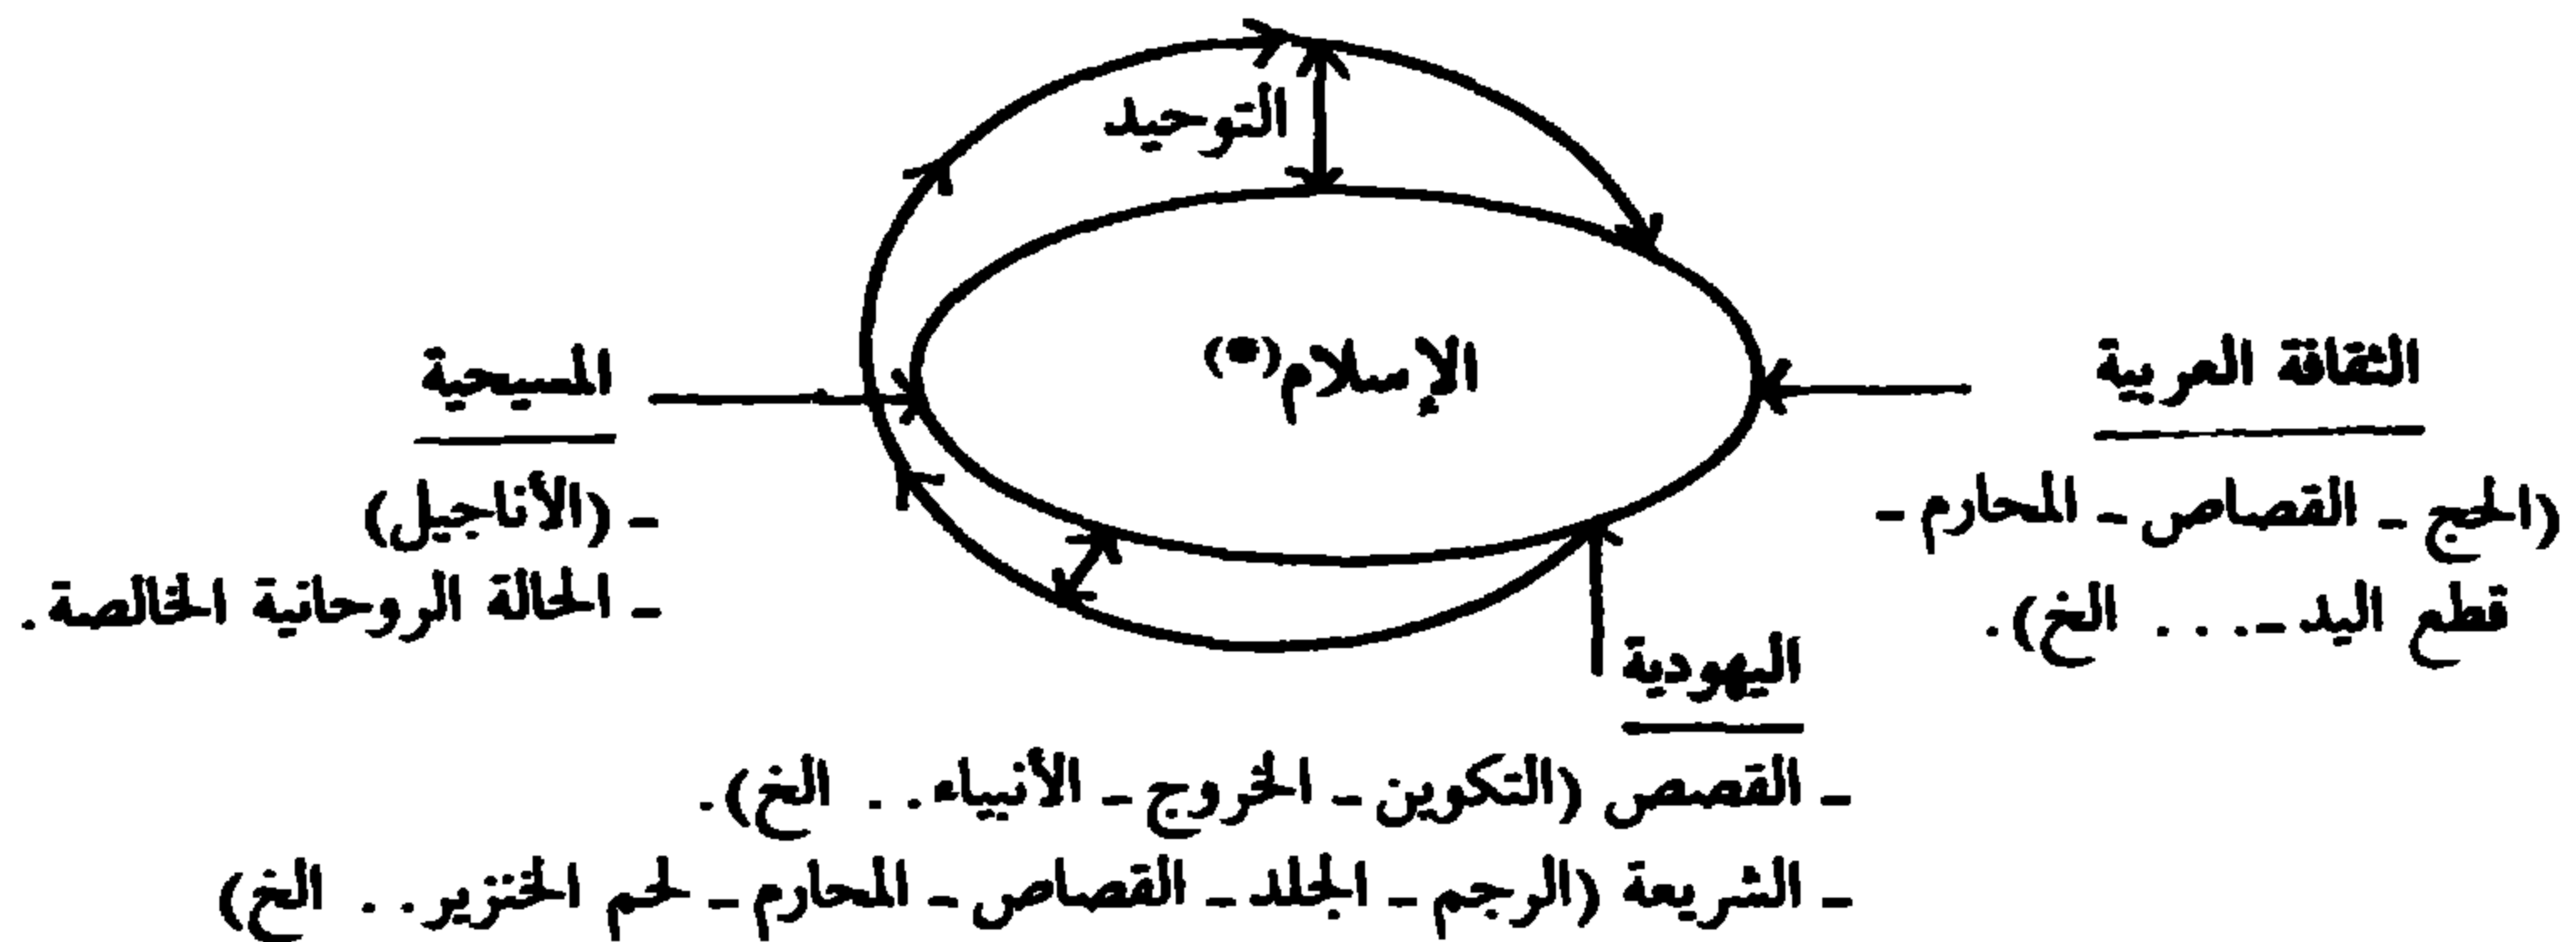 التوحيد
الإسلام(*)
الثقافة العربية
(الحج - القصاص - المحارم -
قطع اليد -... الخ).
المسيحية
- (الأناجيل)
- الحالة الروحانية الخالصة.
اليهودية
- القصص (التكوين - الخروج - الأنبياء.. الخ).
- الشريعة (الرجم - الجلد - القصاص - المحارم - لحم الخنزير.. الخ)